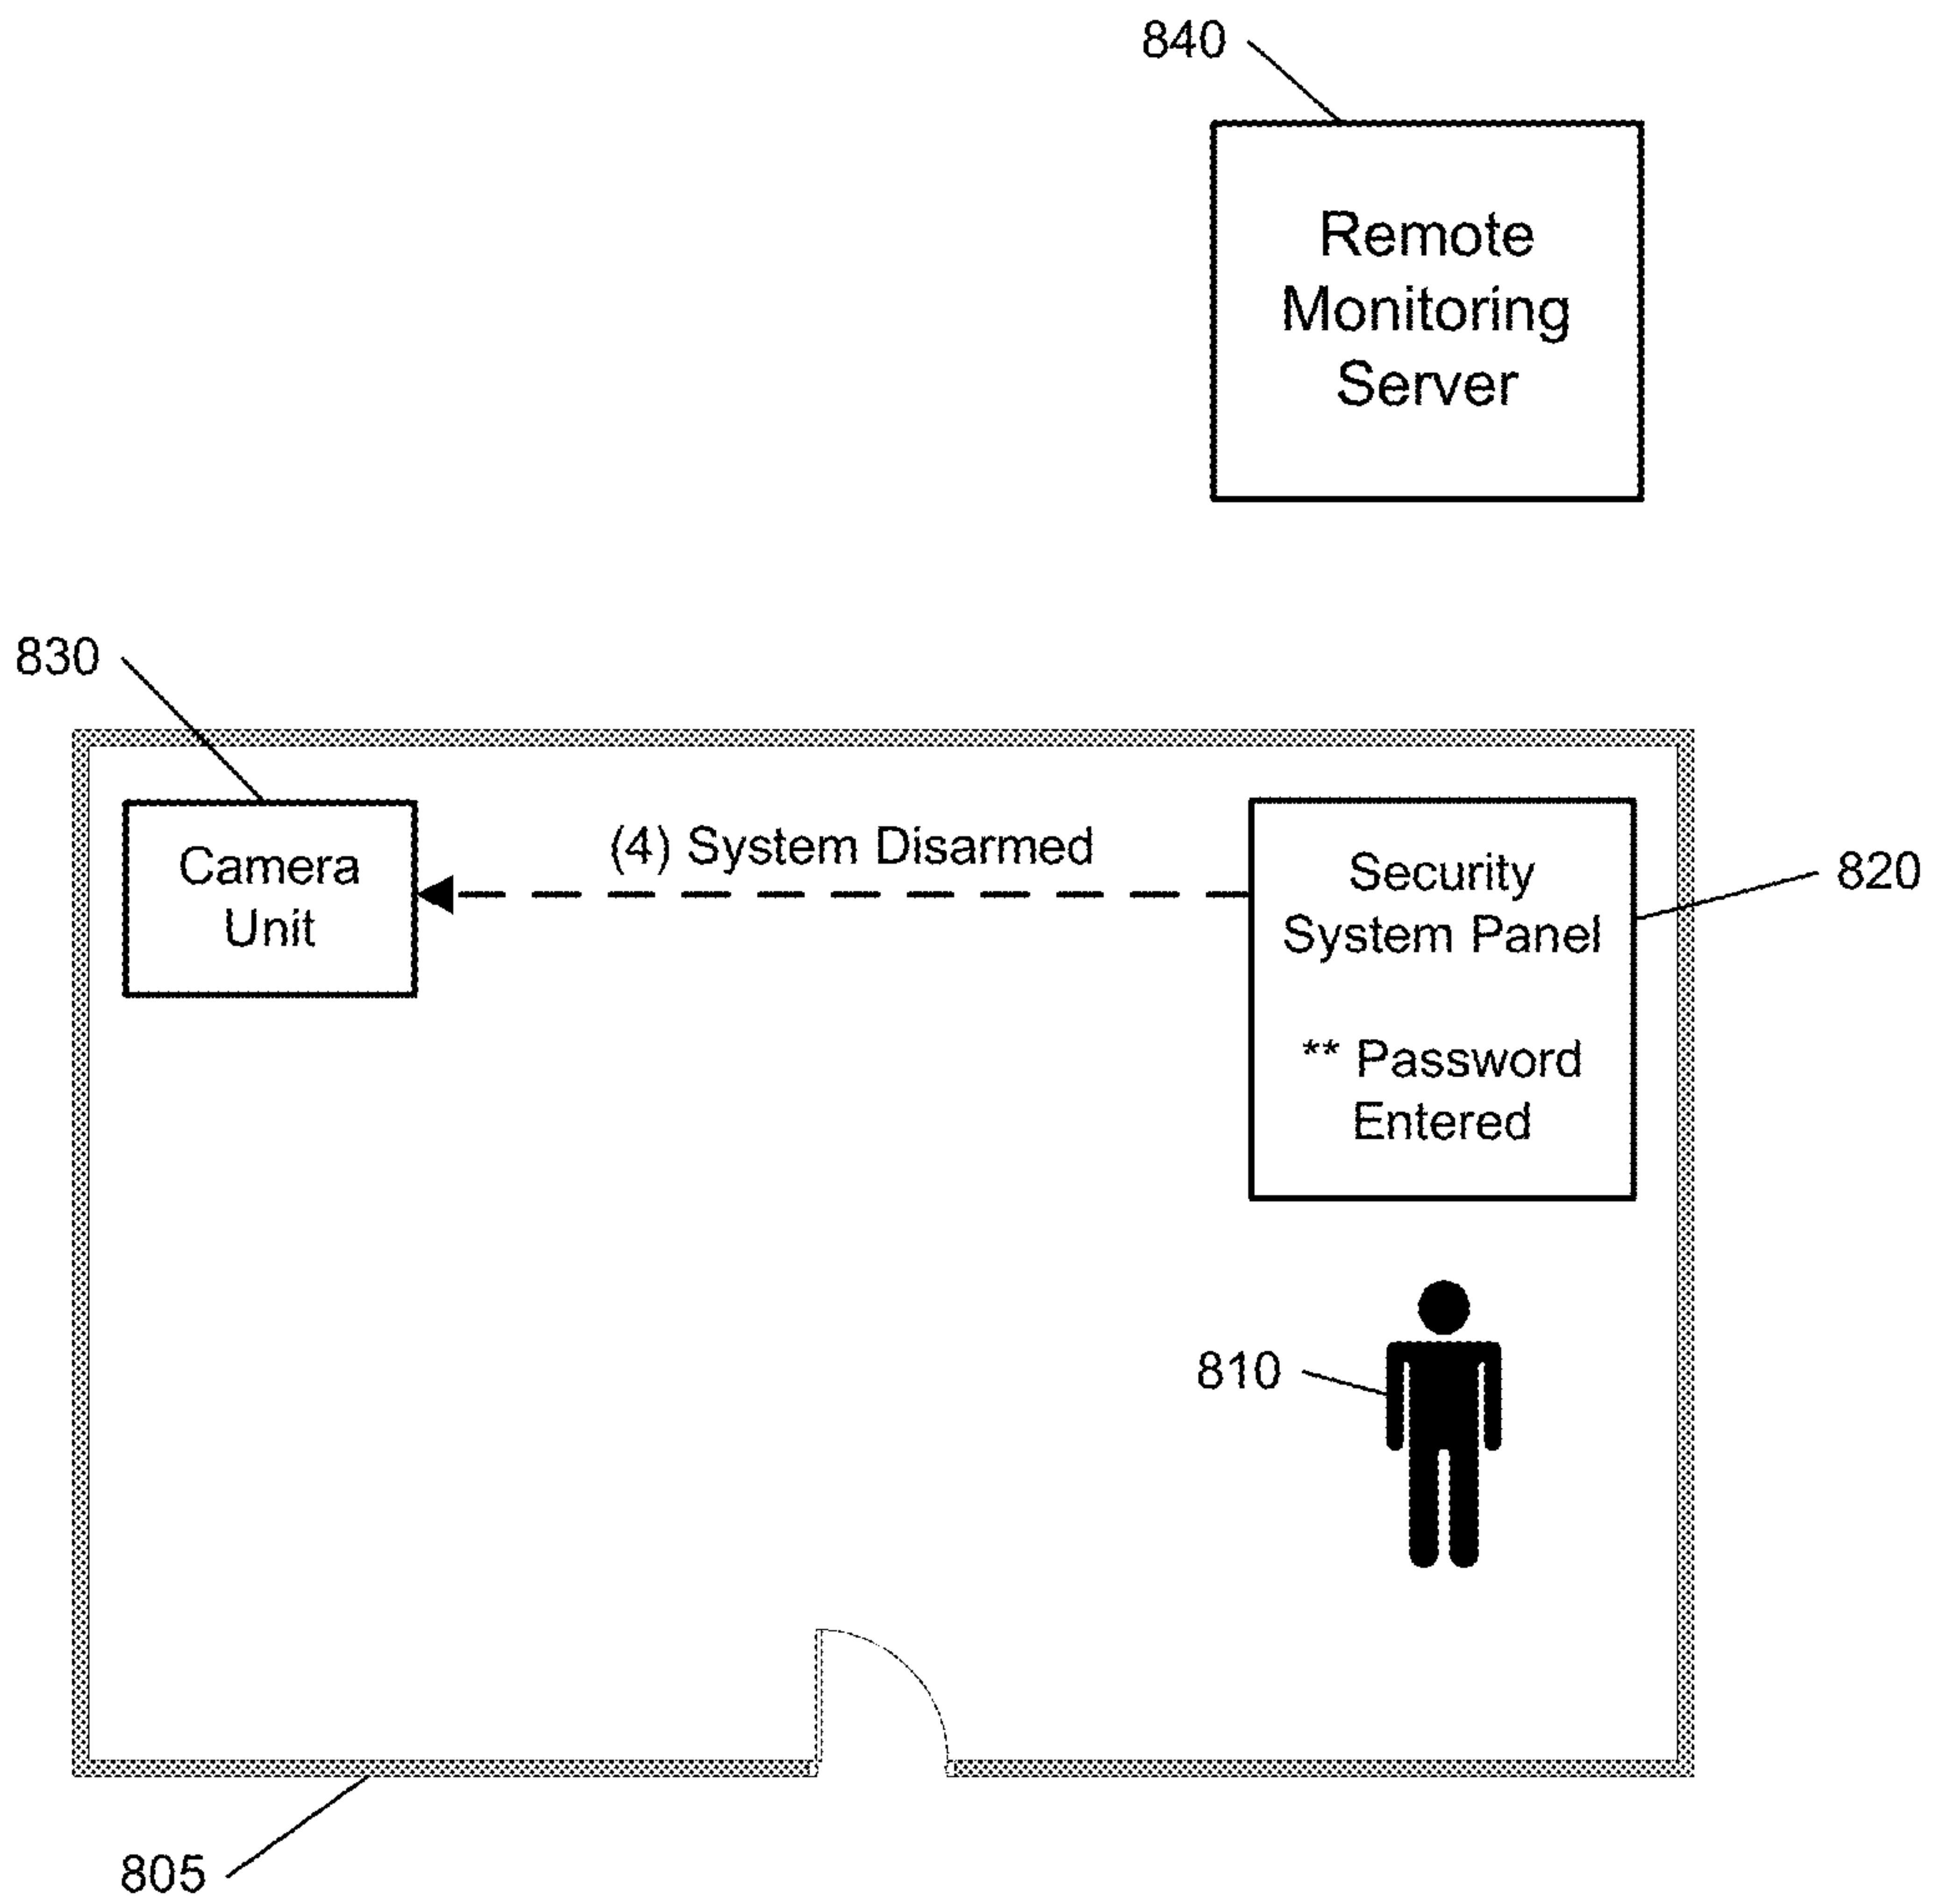 840
Remote
Monitoring
Server
830
Camera
Unit
(4) System Disarmed
Security
System Panel
** Password
Entered
820
810
805